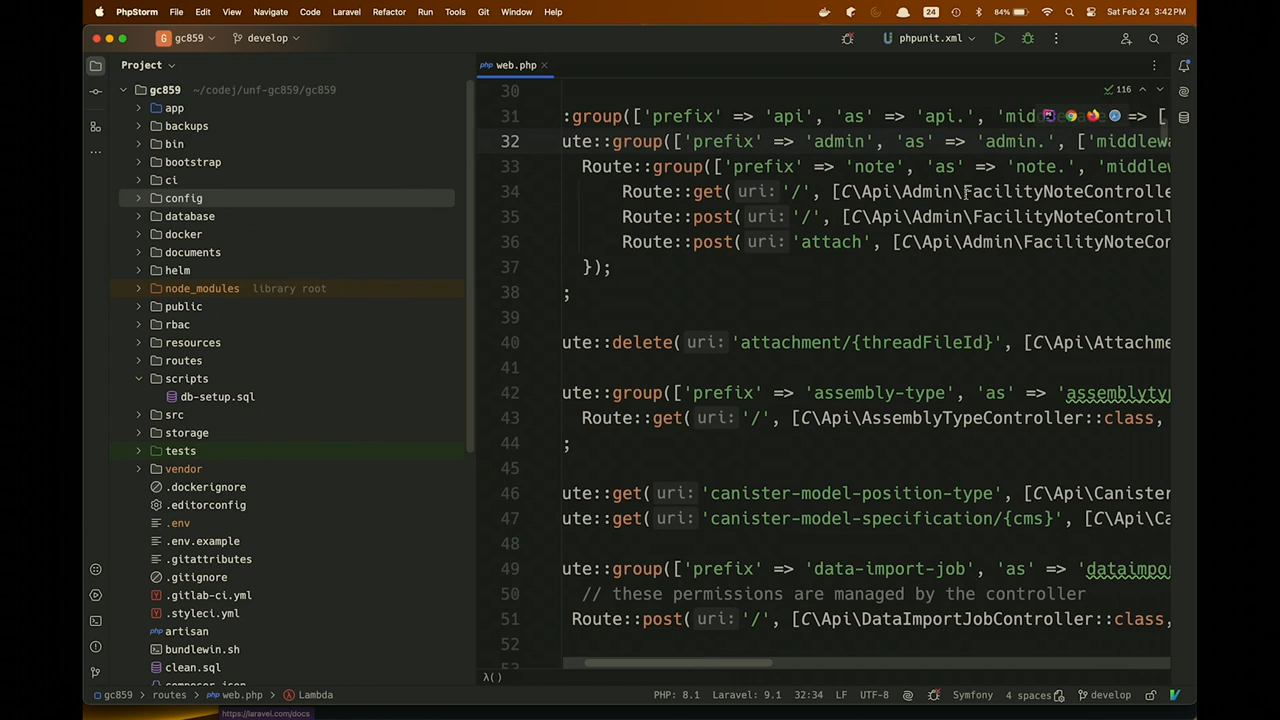 PhpStorm File Edit View Navigate Code Laravel Refactor Run Tools Git Window Help 24 84% Sat Feb 24 3:42 PM
G gc859 develop phpunit.xml
Project web.php
gc859 ~/codej/unf-gc859/gc859
app
backups
bin
bootstrap
ci
config
database
docker
documents
helm
node_modules library root
public
rbac
resources
routes
scripts
db-setup.sql
src
storage
tests
vendor
.dockerignore
.editorconfig
.env
.env.example
.gitattributes
.gitignore
.gitlab-ci.yml
.styleci.yml
artisan
bundlewin.sh
clean.sql
composer.json
116
30
31 :group(['prefix' => 'api', 'as' => 'api.', 'mid => [
32 ute::group(['prefix' => 'admin', 'as' => 'admin.', ['middlewa
33 Route::group(['prefix' => 'note', 'as' => 'note.', 'middlew
34 Route::get( uri: '/', [C\Api\Admin\FacilityNoteControlle
35 Route::post( uri: '/', [C\Api\Admin\FacilityNoteControl
36 Route::post( uri: 'attach', [C\Api\Admin\FacilityNoteCon
37 });
38 ;
39
40 ute::delete( uri: 'attachment/{threadFileId}', [C\Api\Attachme
41
42 ute::group(['prefix' => 'assembly-type', 'as' => 'assemblytyp
43 Route::get( uri: '/', [C\Api\AssemblyTypeController::class,
44 ;
45
46 ute::get( uri: 'canister-model-position-type', [C\Api\Canister
47 ute::get( uri: 'canister-model-specification/{cms}', [C\Api\Ca
48
49 ute::group(['prefix' => 'data-import-job', 'as' => 'dataimpor
50 // these permissions are managed by the controller
51 Route::post( uri: '/', [C\Api\DataImportJobController::class,
52
53
λ()
gc859 routes web.php Lambda PHP: 8.1 Laravel: 9.1 32:34 LF UTF-8 Symfony 4 spaces develop
https://laravel.com/docs